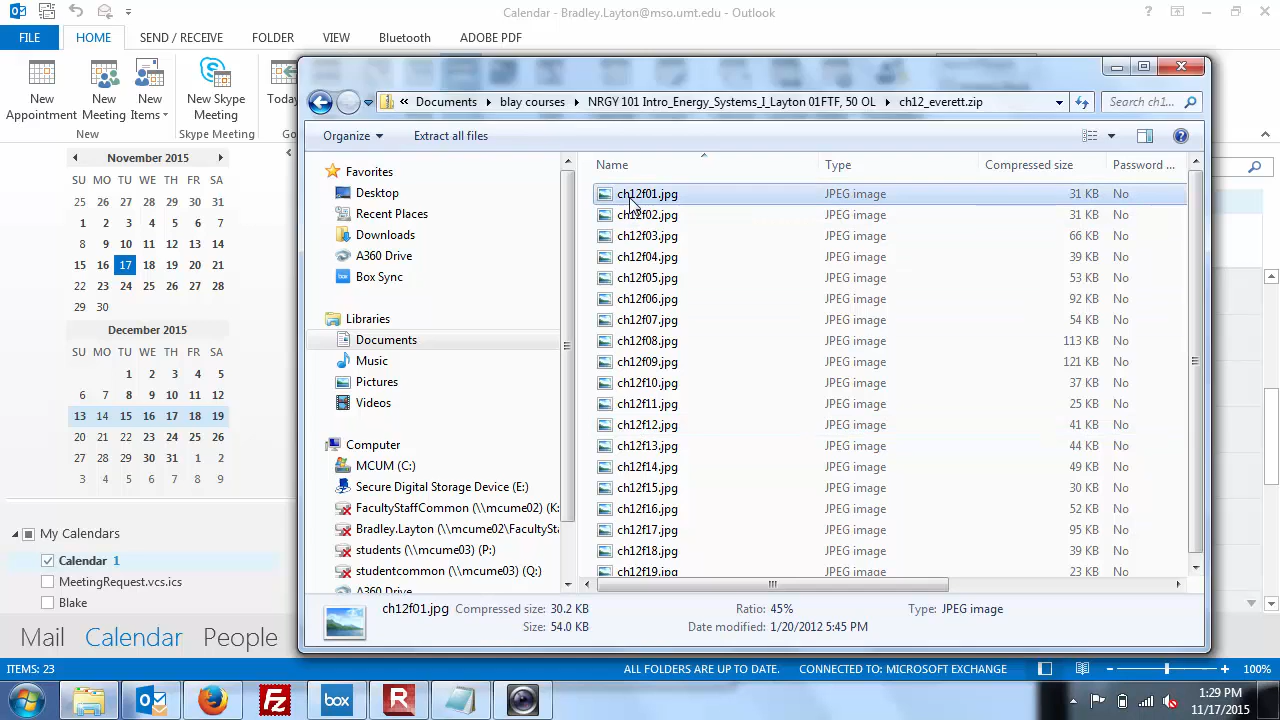 Calendar - Bradley.Layton@mso.umt.edu - Outlook
FILE HOME SEND / RECEIVE FOLDER VIEW Bluetooth ADOBE PDF
New Appointment
New Meeting
New Items
New Skype Meeting
Today
New
Skype Meeting
Documents blay courses NRGY 101 Intro_Energy_Systems_I_Layton 01FTF, 50 OL ch12_everett.zip
Search ch1...
Organize Extract all files
November 2015
SU MO TU WE TH FR SA
25 26 27 28 29 30 31
1 2 3 4 5 6 7
8 9 10 11 12 13 14
15 16 17 18 19 20 21
22 23 24 25 26 27 28
29 30
December 2015
SU MO TU WE TH FR SA
1 2 3 4 5
6 7 8 9 10 11 12
13 14 15 16 17 18 19
20 21 22 23 24 25 26
27 28 29 30 31 1 2
3 4 5 6 7 8 9
My Calendars
Calendar 1
MeetingRequest.vcs.ics
Blake
Mail Calendar People
Favorites
Desktop
Recent Places
Downloads
A360 Drive
Box Sync
Libraries
Documents
Music
Pictures
Videos
Computer
MCUM (C:)
Secure Digital Storage Device (E:)
FacultyStaffCommon (\\mcume02) (K:
Bradley.Layton (\\mcume02\FacultySta
students (\\mcume03) (P:)
studentcommon (\\mcume03) (Q:)
A360 Drive
Name Type Compressed size Password ...
ch12f01.jpg JPEG image 31 KB No
ch12f02.jpg JPEG image 31 KB No
ch12f03.jpg JPEG image 66 KB No
ch12f04.jpg JPEG image 39 KB No
ch12f05.jpg JPEG image 53 KB No
ch12f06.jpg JPEG image 92 KB No
ch12f07.jpg JPEG image 54 KB No
ch12f08.jpg JPEG image 113 KB No
ch12f09.jpg JPEG image 121 KB No
ch12f10.jpg JPEG image 37 KB No
ch12f11.jpg JPEG image 25 KB No
ch12f12.jpg JPEG image 41 KB No
ch12f13.jpg JPEG image 44 KB No
ch12f14.jpg JPEG image 49 KB No
ch12f15.jpg JPEG image 30 KB No
ch12f16.jpg JPEG image 52 KB No
ch12f17.jpg JPEG image 95 KB No
ch12f18.jpg JPEG image 39 KB No
ch12f19.jpg JPEG image 23 KB No
ch12f01.jpg Compressed size: 30.2 KB Ratio: 45% Type: JPEG image
Size: 54.0 KB Date modified: 1/20/2012 5:45 PM
ITEMS: 23 ALL FOLDERS ARE UP TO DATE. CONNECTED TO: MICROSOFT EXCHANGE 100%
box
1:29 PM
11/17/2015